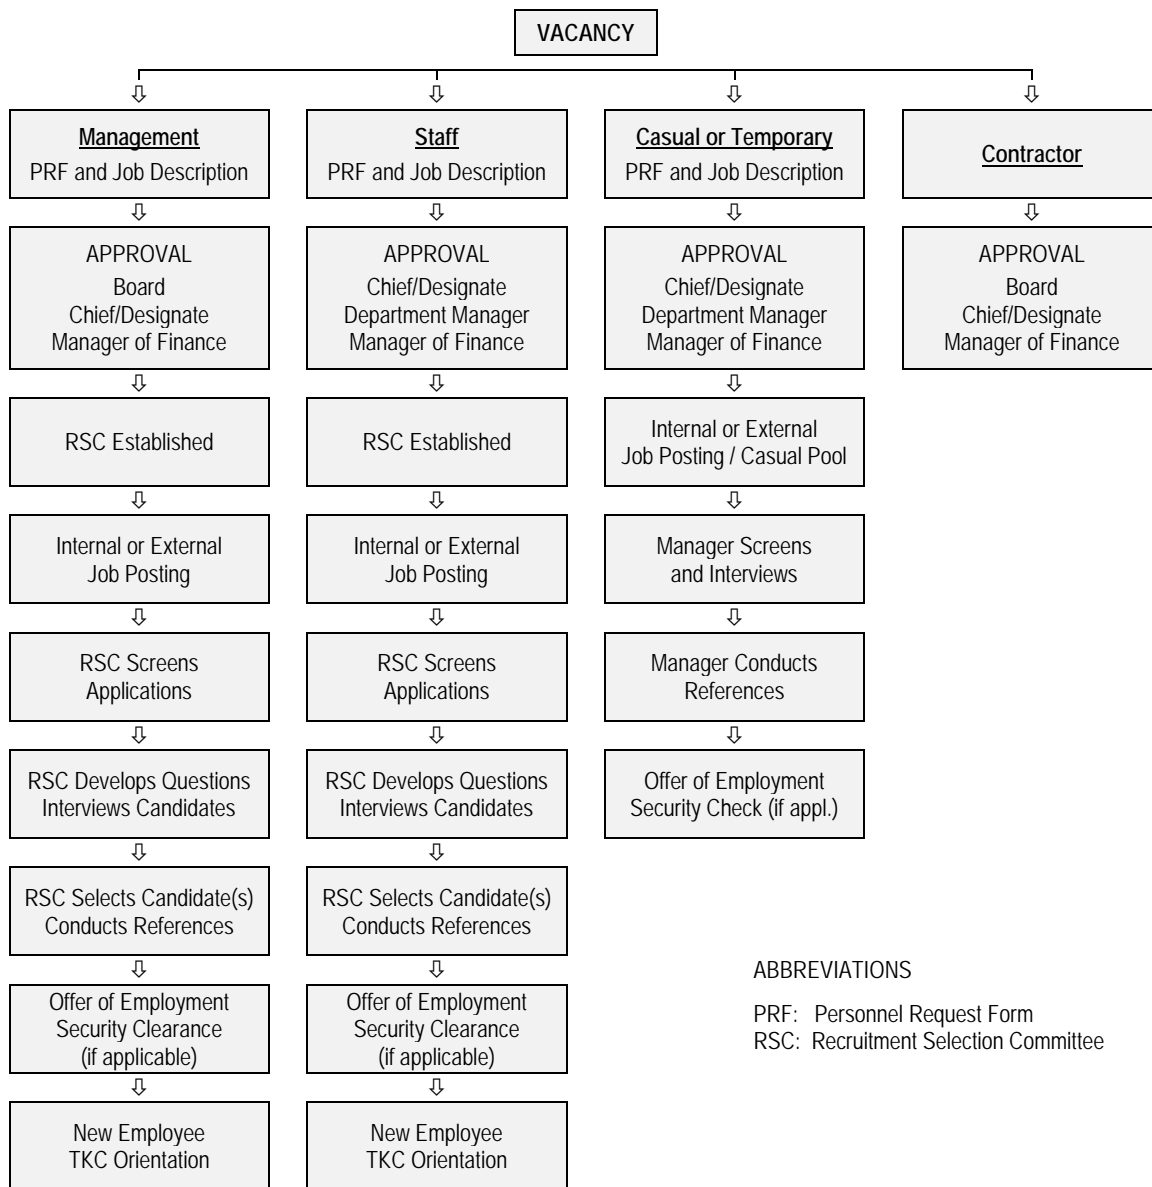 VACANCY
Management
PRF and Job Description
Staff
PRF and Job Description
Casual or Temporary
PRF and Job Description
Contractor
APPROVAL
Board
Chief/Designate
Manager of Finance
APPROVAL
Chief/Designate
Department Manager
Manager of Finance
APPROVAL
Chief/Designate
Department Manager
Manager of Finance
APPROVAL
Board
Chief/Designate
Manager of Finance
RSC Established
RSC Established
Internal or External
Job Posting / Casual Pool
Internal or External
Job Posting
Internal or External
Job Posting
Manager Screens
and Interviews
RSC Screens
Applications
RSC Screens
Applications
Manager Conducts
References
RSC Develops Questions
Interviews Candidates
RSC Develops Questions
Interviews Candidates
Offer of Employment
Security Check (if appl.)
RSC Selects Candidate(s)
Conducts References
RSC Selects Candidate(s)
Conducts References
Offer of Employment
Security Clearance
(if applicable)
Offer of Employment
Security Clearance
(if applicable)
New Employee
TKC Orientation
New Employee
TKC Orientation
ABBREVIATIONS
PRF: Personnel Request Form
RSC: Recruitment Selection Committee